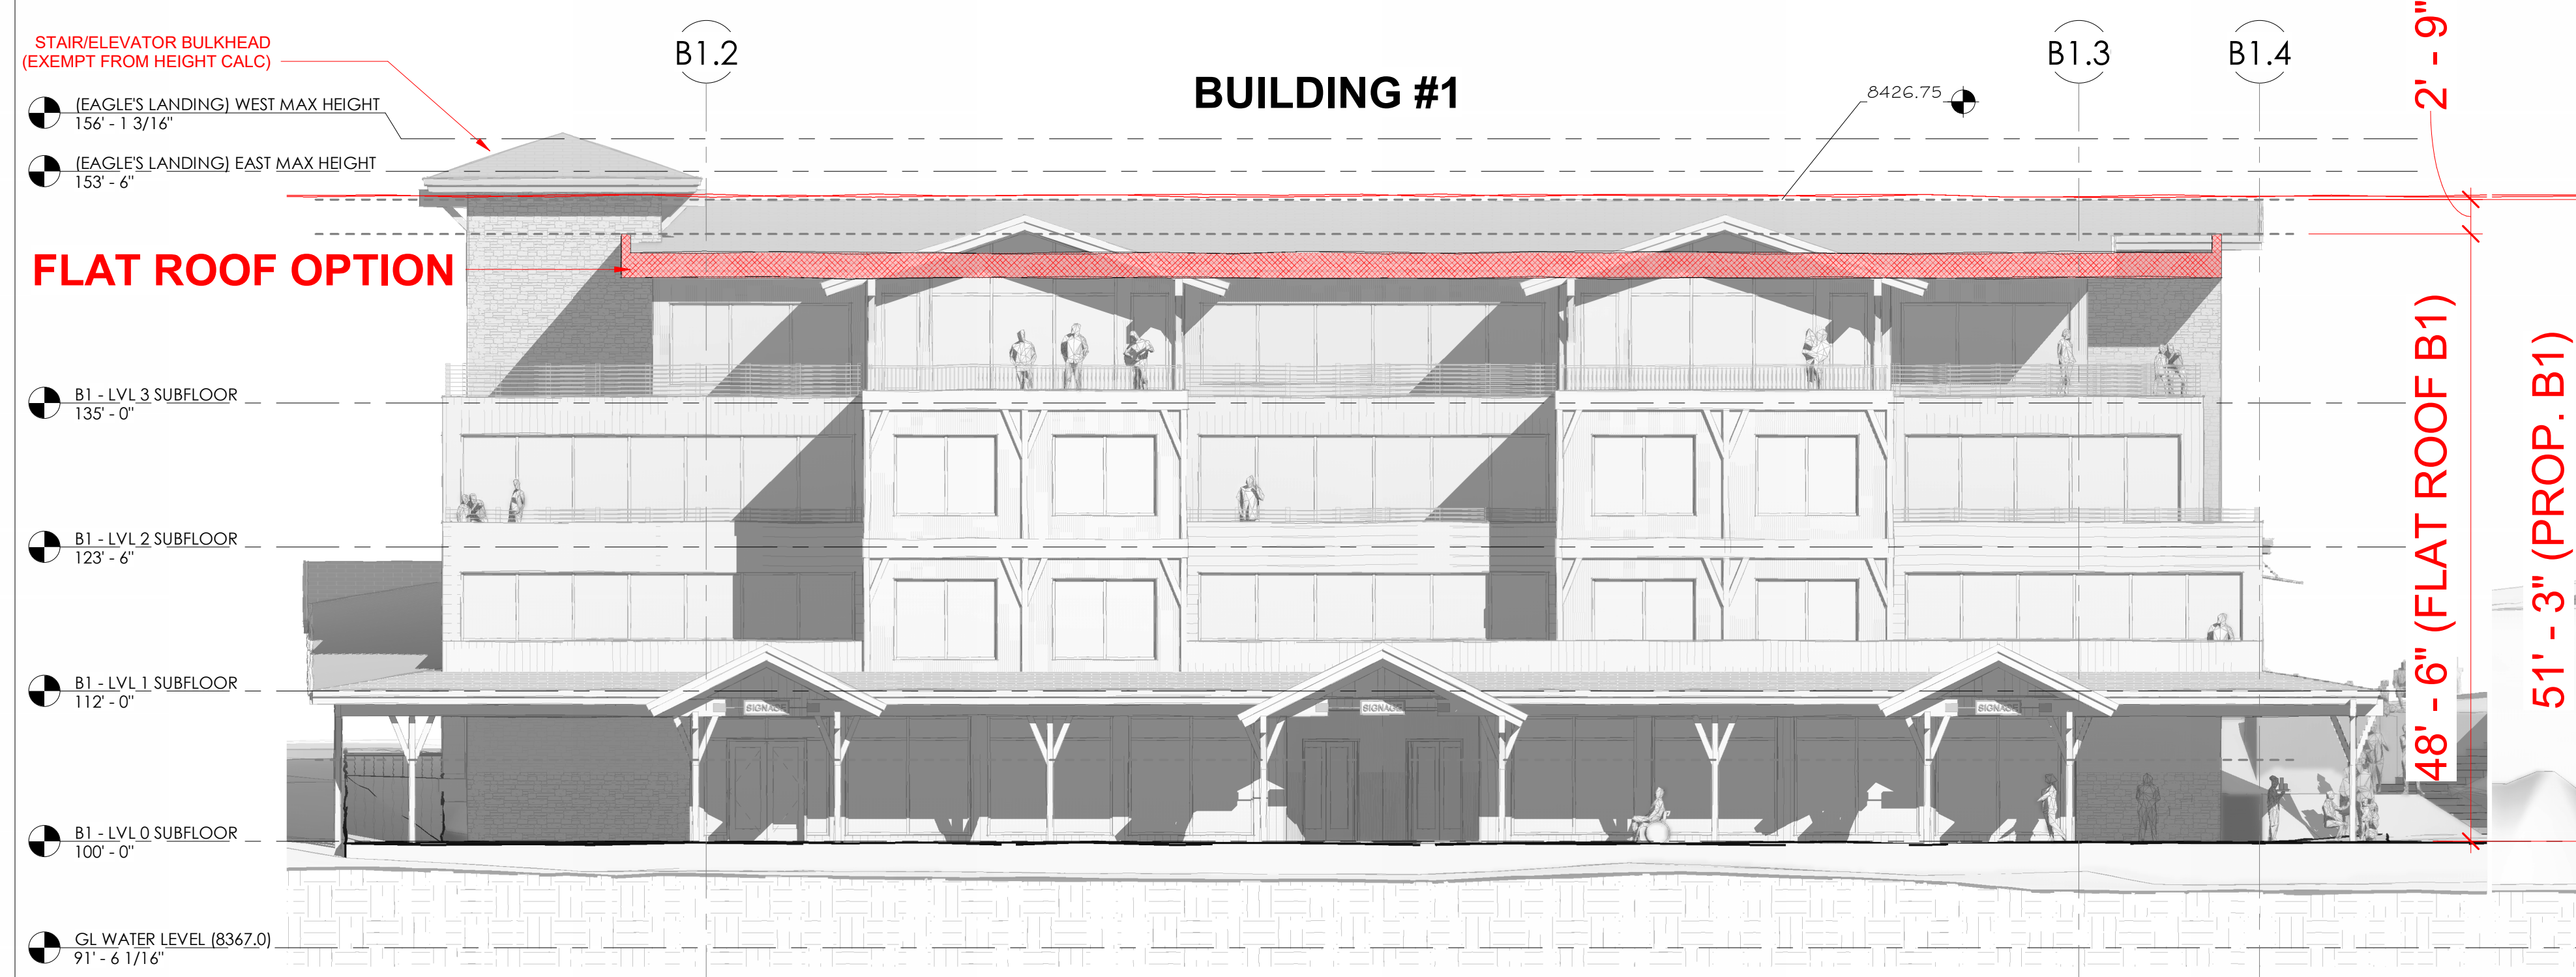 STAIR/ELEVATOR BULKHEAD
(EXEMPT FROM HEIGHT CALC)
B1.2
B1.3
B1.4
2' - 9"
BUILDING #1
8426.75
(EAGLE'S LANDING) WEST MAX HEIGHT
156' - 1 3/16"
(EAGLE'S LANDING) EAST MAX HEIGHT
153' - 6"
FLAT ROOF OPTION
B1 - LVL 3 SUBFLOOR
135' - 0"
B1 - LVL 2 SUBFLOOR
123' - 6"
B1 - LVL 1 SUBFLOOR
112' - 0"
SIGNAGE
SIGNAGE
SIGNAGE
B1 - LVL 0 SUBFLOOR
100' - 0"
GL WATER LEVEL (8367.0)
91' - 6 1/16"
48' - 6" (FLAT ROOF B1)
51' - 3" (PROP. B1)